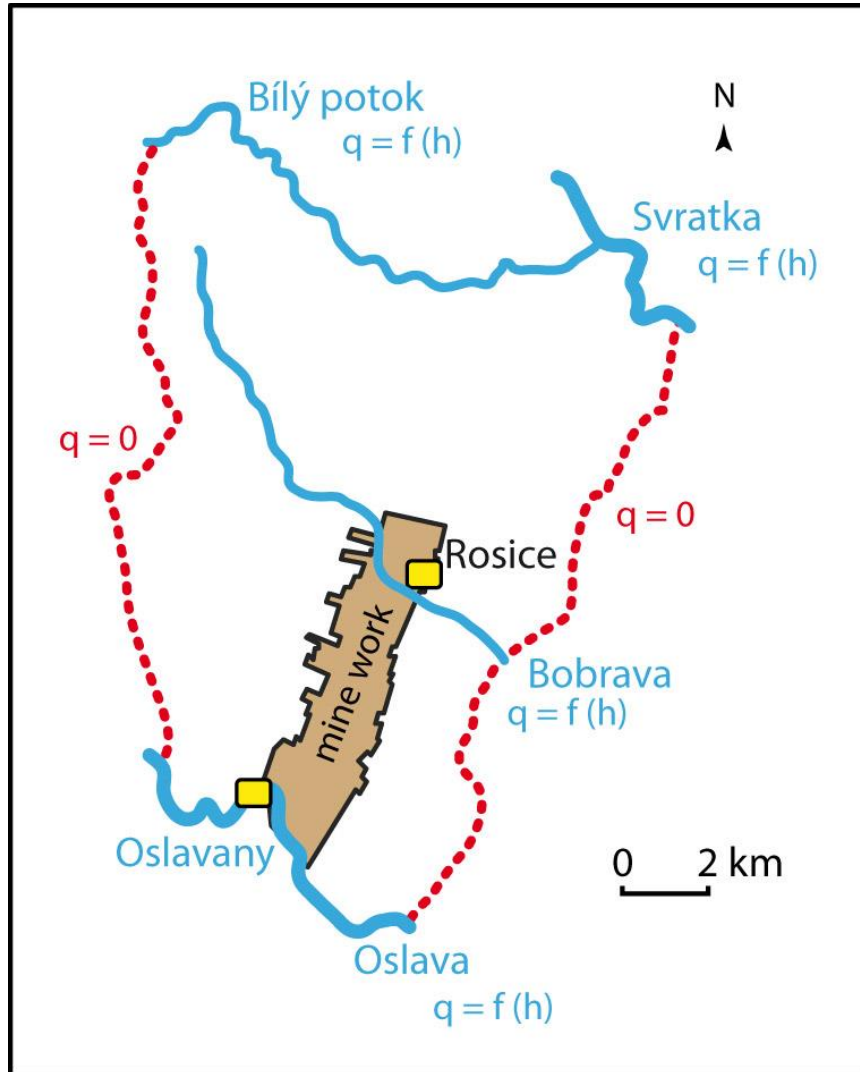 Bílý potok
q = f (h)
N
Svratka
q = f (h)
q = 0
q = 0
Rosice
mine work
Bobrava
q = f (h)
Oslavany
0 2 km
Oslava
q = f (h)